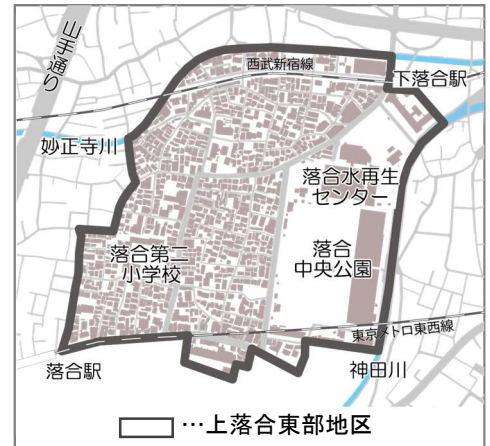 山手通り
西武新宿線
下落合駅
妙正寺川
落合水再生
センター
落合第二
小学校
落合
中央公園
東京メトロ東西線
落合駅
神田川
…上落合東部地区